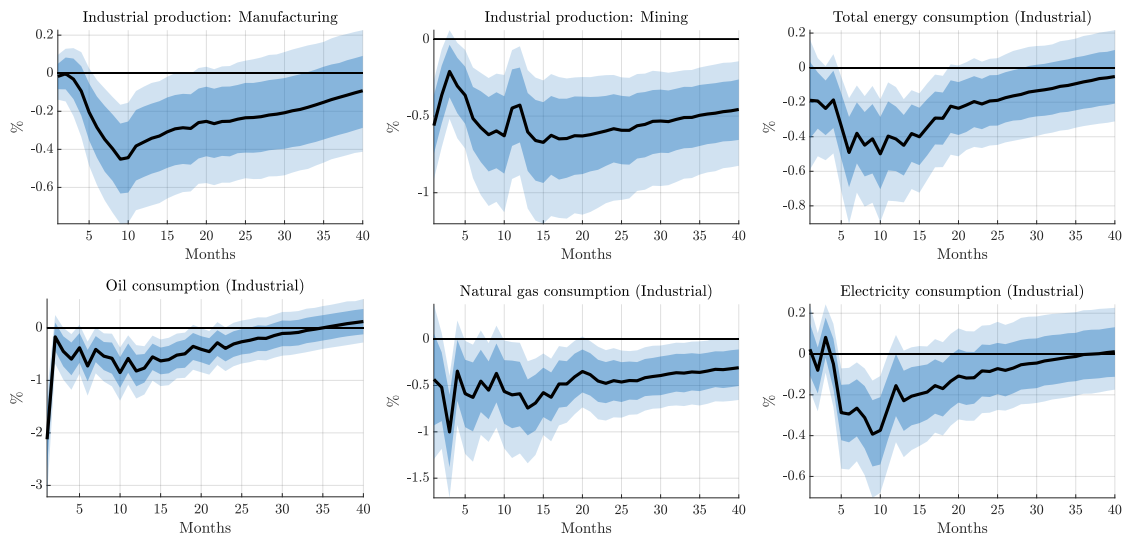 Industrial production: Manufacturing
0.2
0
-0.2
-0.4
-0.6
%
5 10 15 20 25 30 35 40
Months
Industrial production: Mining
0
-0.5
-1
%
5 10 15 20 25 30 35 40
Months
Total energy consumption (Industrial)
0.2
0
-0.2
-0.4
-0.6
-0.8
%
5 10 15 20 25 30 35 40
Months
Oil consumption (Industrial)
0
-1
-2
-3
%
5 10 15 20 25 30 35 40
Months
Natural gas consumption (Industrial)
0
-0.5
-1
-1.5
%
5 10 15 20 25 30 35 40
Months
Electricity consumption (Industrial)
0.2
0
-0.2
-0.4
-0.6
%
5 10 15 20 25 30 35 40
Months